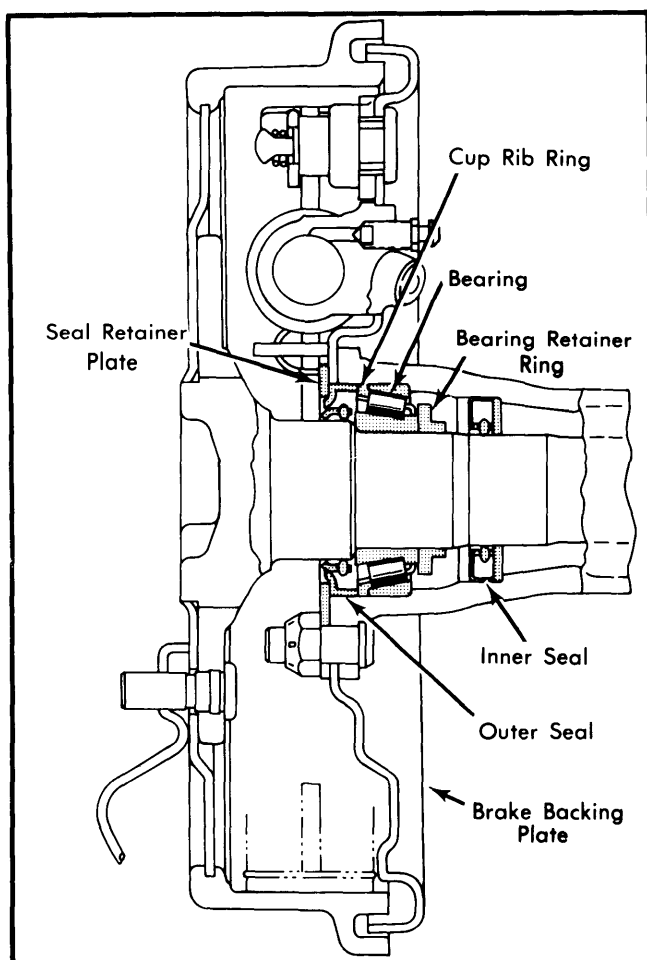 Cup Rib Ring
Bearing
Seal Retainer
Plate
Bearing Retainer
Ring
Inner Seal
Outer Seal
Brake Backing
Plate